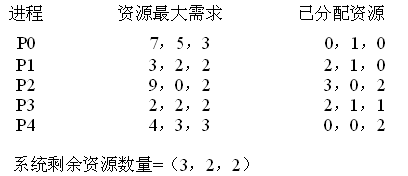 进程 资源最大需求 已分配资源
P0 7，5，3 0，1，0
P1 3，2，2 2，1，0
P2 9，0，2 3，0，2
P3 2，2，2 2，1，1
P4 4，3，3 0，0，2
系统剩余资源数量=（3，2，2）